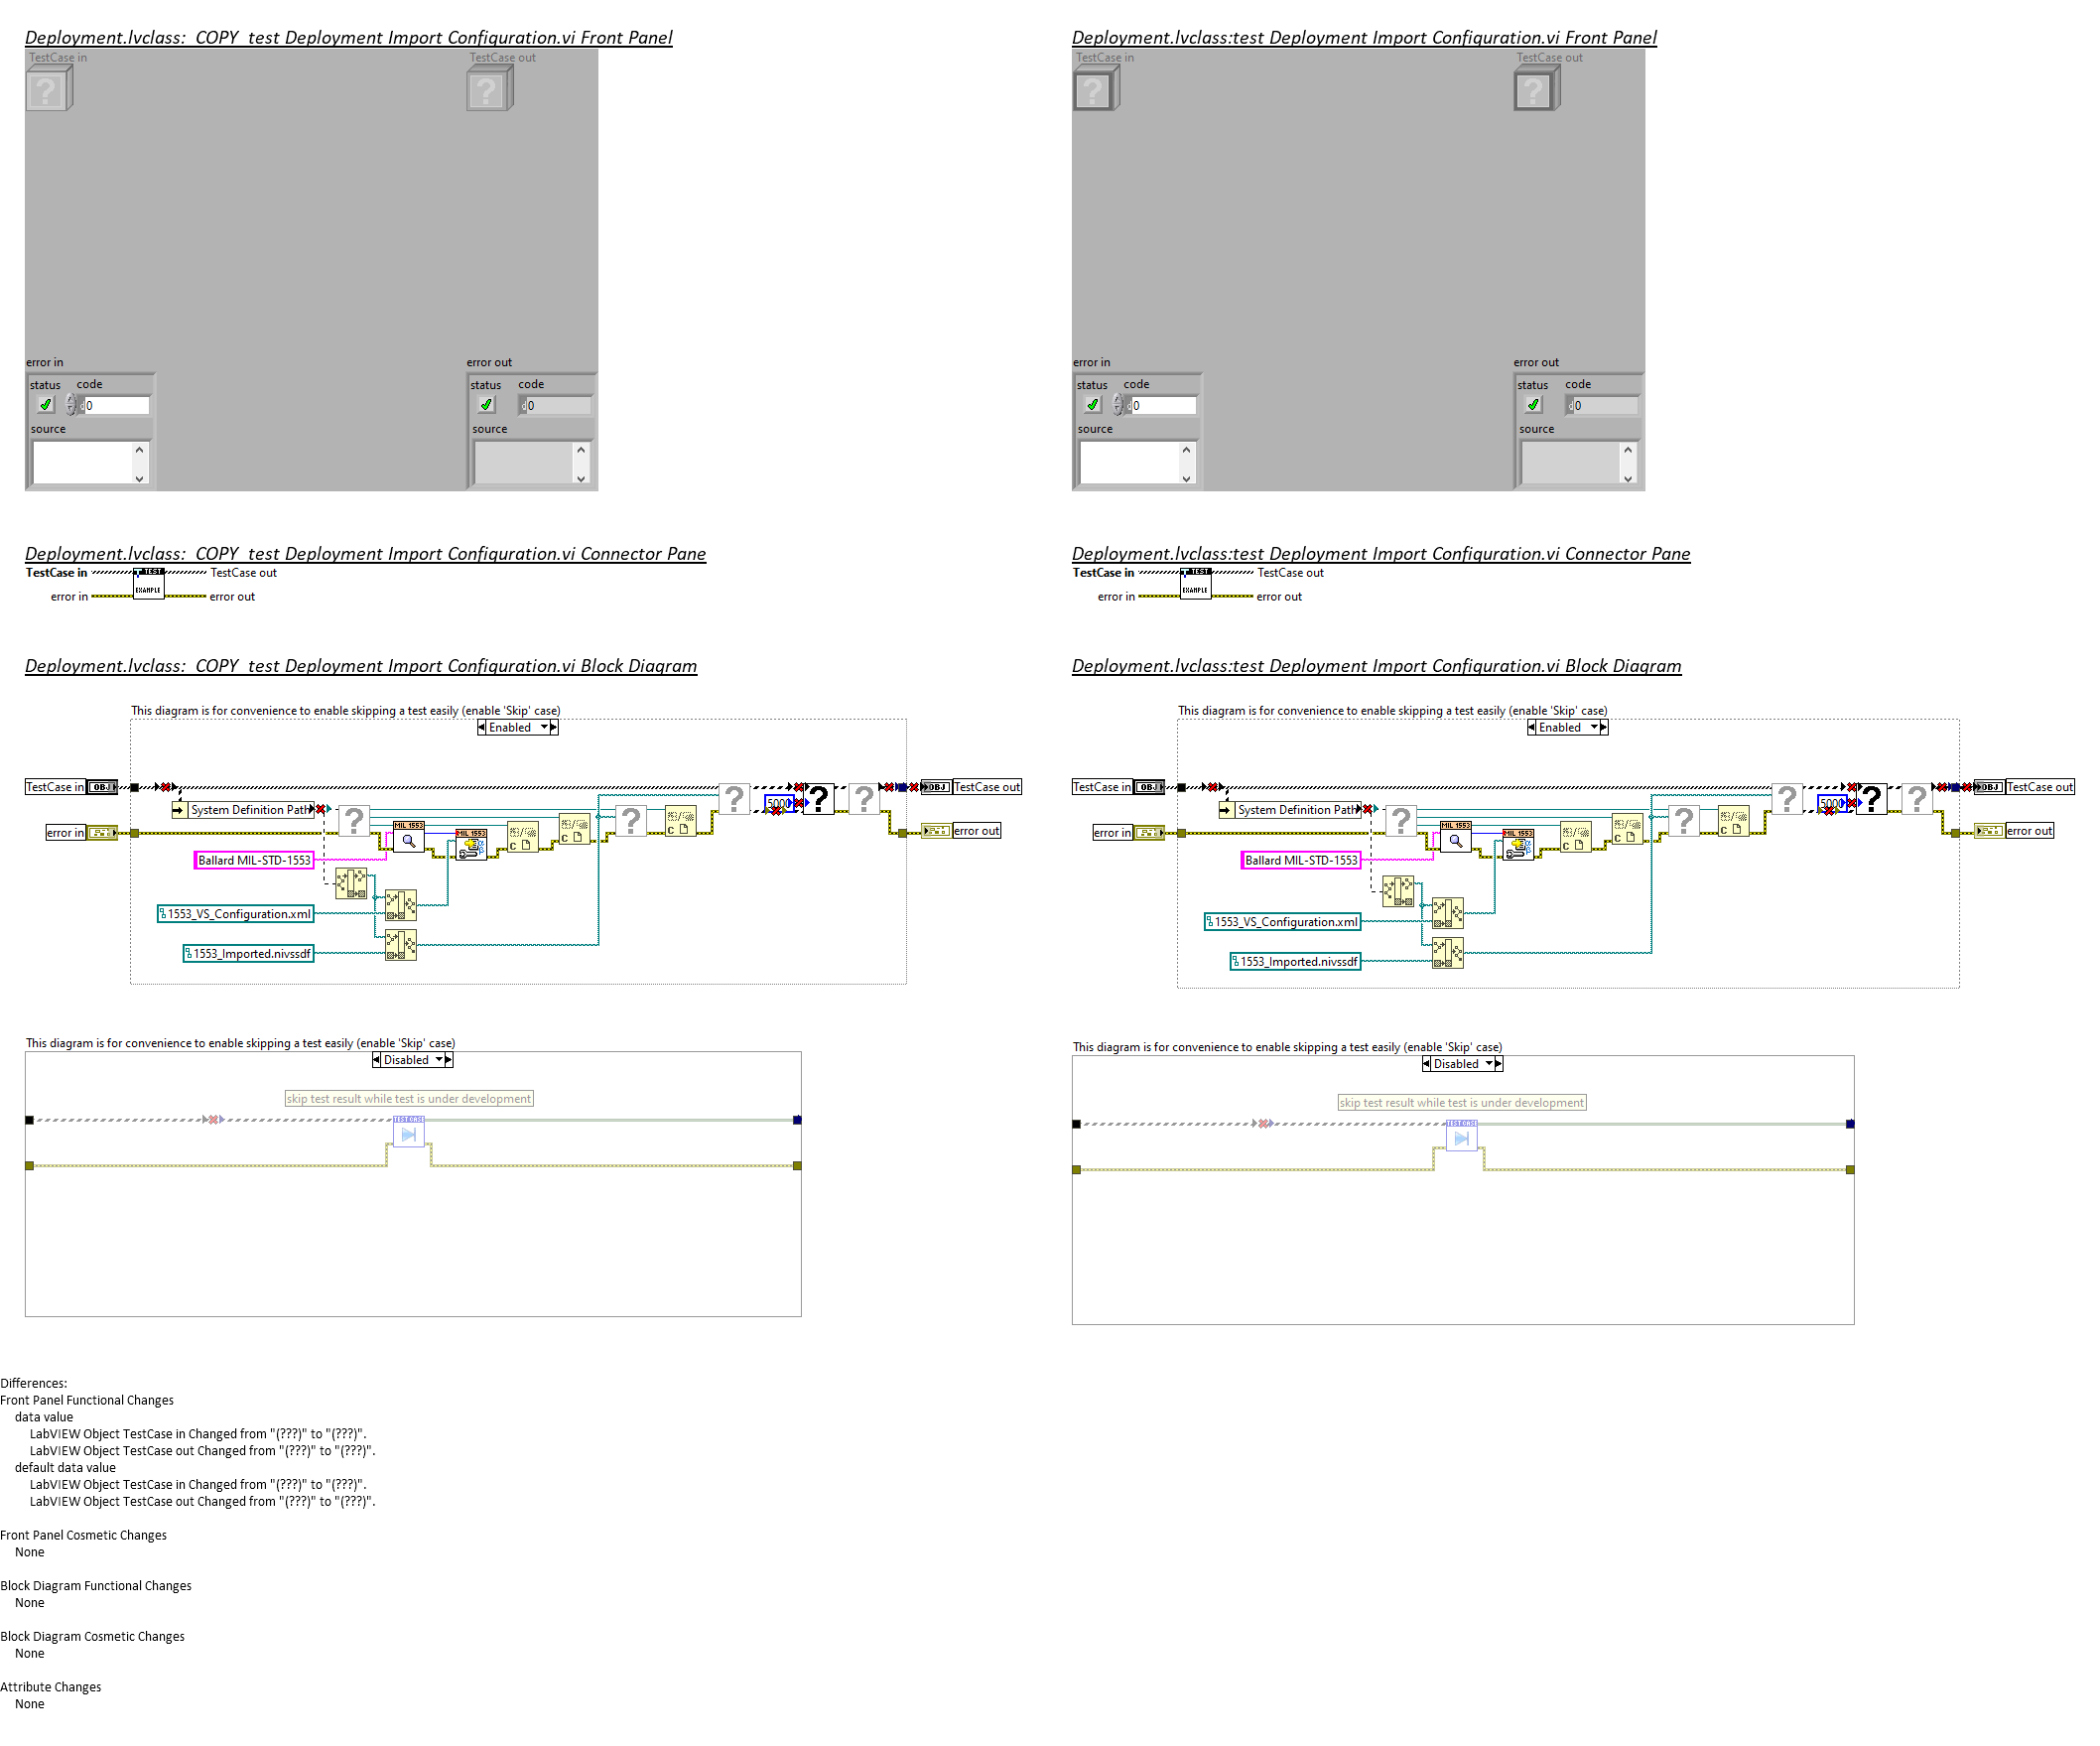 Deployment.lvclass:  COPY  test Deployment Import Configuration.vi Front Panel
TestCase in
TestCase out
error in
error out
status code
status code
0
0
source
source
Deployment.lvclass:test Deployment Import Configuration.vi Front Panel
TestCase in
TestCase out
error in
error out
status code
status code
0
0
source
source
Deployment.lvclass:  COPY  test Deployment Import Configuration.vi Connector Pane
TestCase in
TEST
TestCase out
error in
EXAMPLE
error out
Deployment.lvclass:test Deployment Import Configuration.vi Connector Pane
TestCase in
TEST
TestCase out
error in
EXAMPLE
error out
Deployment.lvclass:  COPY  test Deployment Import Configuration.vi Block Diagram
This diagram is for convenience to enable skipping a test easily (enable 'Skip' case)
Enabled
TestCase in
OBJ
OBJ
TestCase out
System Definition Path
5000
error in
MIL 1553
MIL 1553
error out
Ballard MIL-STD-1553
1553_VS_Configuration.xml
1553_Imported.nivssdf
This diagram is for convenience to enable skipping a test easily (enable 'Skip' case)
Disabled
skip test result while test is under development
TEST CASE
Deployment.lvclass:test Deployment Import Configuration.vi Block Diagram
This diagram is for convenience to enable skipping a test easily (enable 'Skip' case)
Enabled
TestCase in
OBJ
OBJ
TestCase out
System Definition Path
5000
error in
MIL 1553
MIL 1553
error out
Ballard MIL-STD-1553
1553_VS_Configuration.xml
1553_Imported.nivssdf
This diagram is for convenience to enable skipping a test easily (enable 'Skip' case)
Disabled
skip test result while test is under development
TEST CASE
Differences:
Front Panel Functional Changes
data value
LabVIEW Object TestCase in Changed from "(???)" to "(???)".
LabVIEW Object TestCase out Changed from "(???)" to "(???)".
default data value
LabVIEW Object TestCase in Changed from "(???)" to "(???)".
LabVIEW Object TestCase out Changed from "(???)" to "(???)".
Front Panel Cosmetic Changes
None
Block Diagram Functional Changes
None
Block Diagram Cosmetic Changes
None
Attribute Changes
None